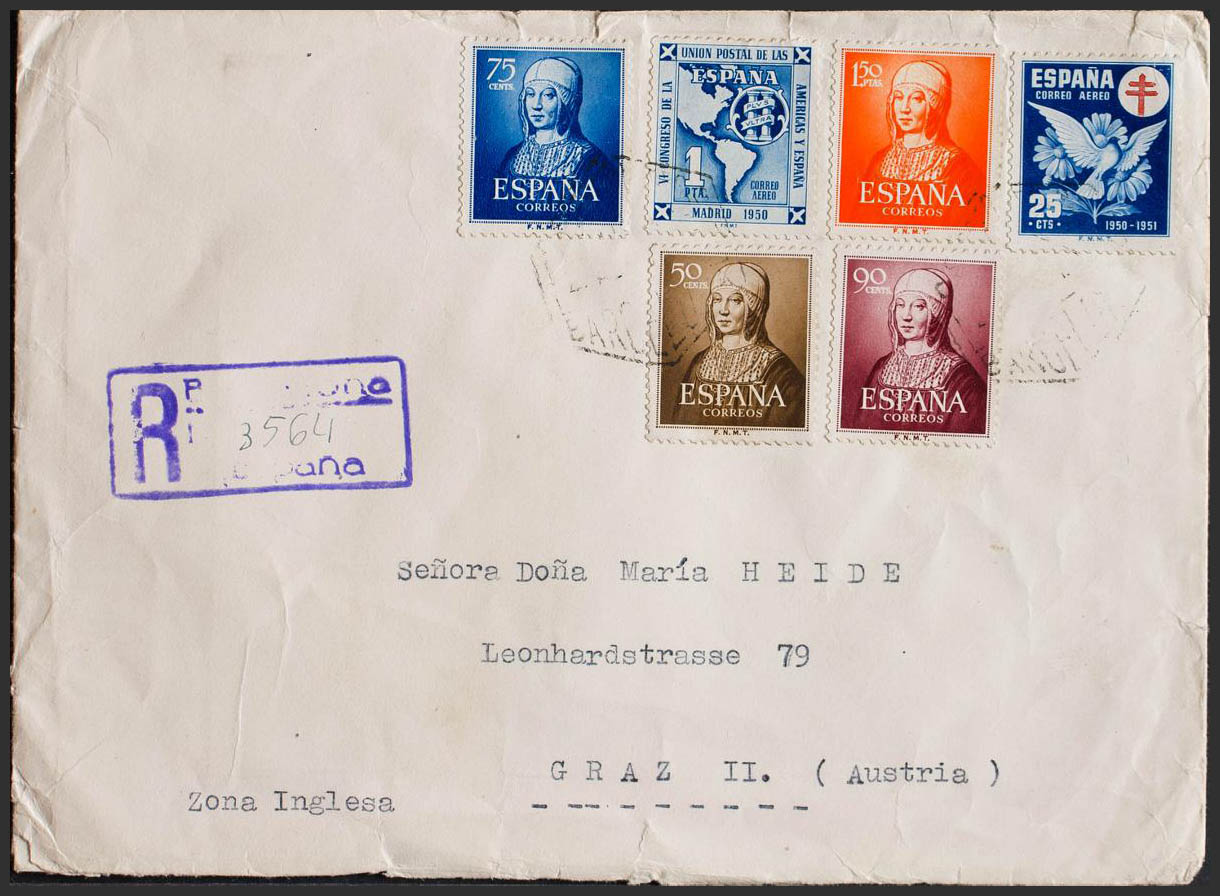 75
CENTS.
ESPAÑA
CORREOS
F.N.M.T.
UNION POSTAL DE LAS
AMERICAS Y ESPAÑA
VI CONGRESO DE LA
ESPAÑA
PLVS
VLTRA
1
PTA.
CORREO
AEREO
MADRID 1950
F.N.M.T.
1'50
PTAS.
ESPAÑA
CORREOS
F.N.M.T.
ESPAÑA
CORREO AEREO
25
·CTS·
1950-1951
F.N.M.T.
50
CENTS.
ESPAÑA
CORREOS
F.N.M.T.
90
CENTS.
ESPAÑA
CORREOS
F.N.M.T.
R
3564
Señora Doña María HEIDE
Leonhardstrasse 79
GRAZ II. (Austria)
Zona Inglesa